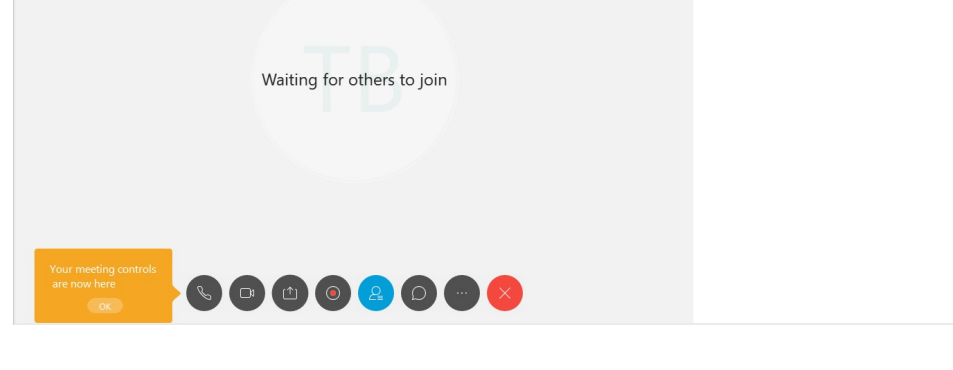 TB
Waiting for others to join
Your meeting controls
are now here
OK